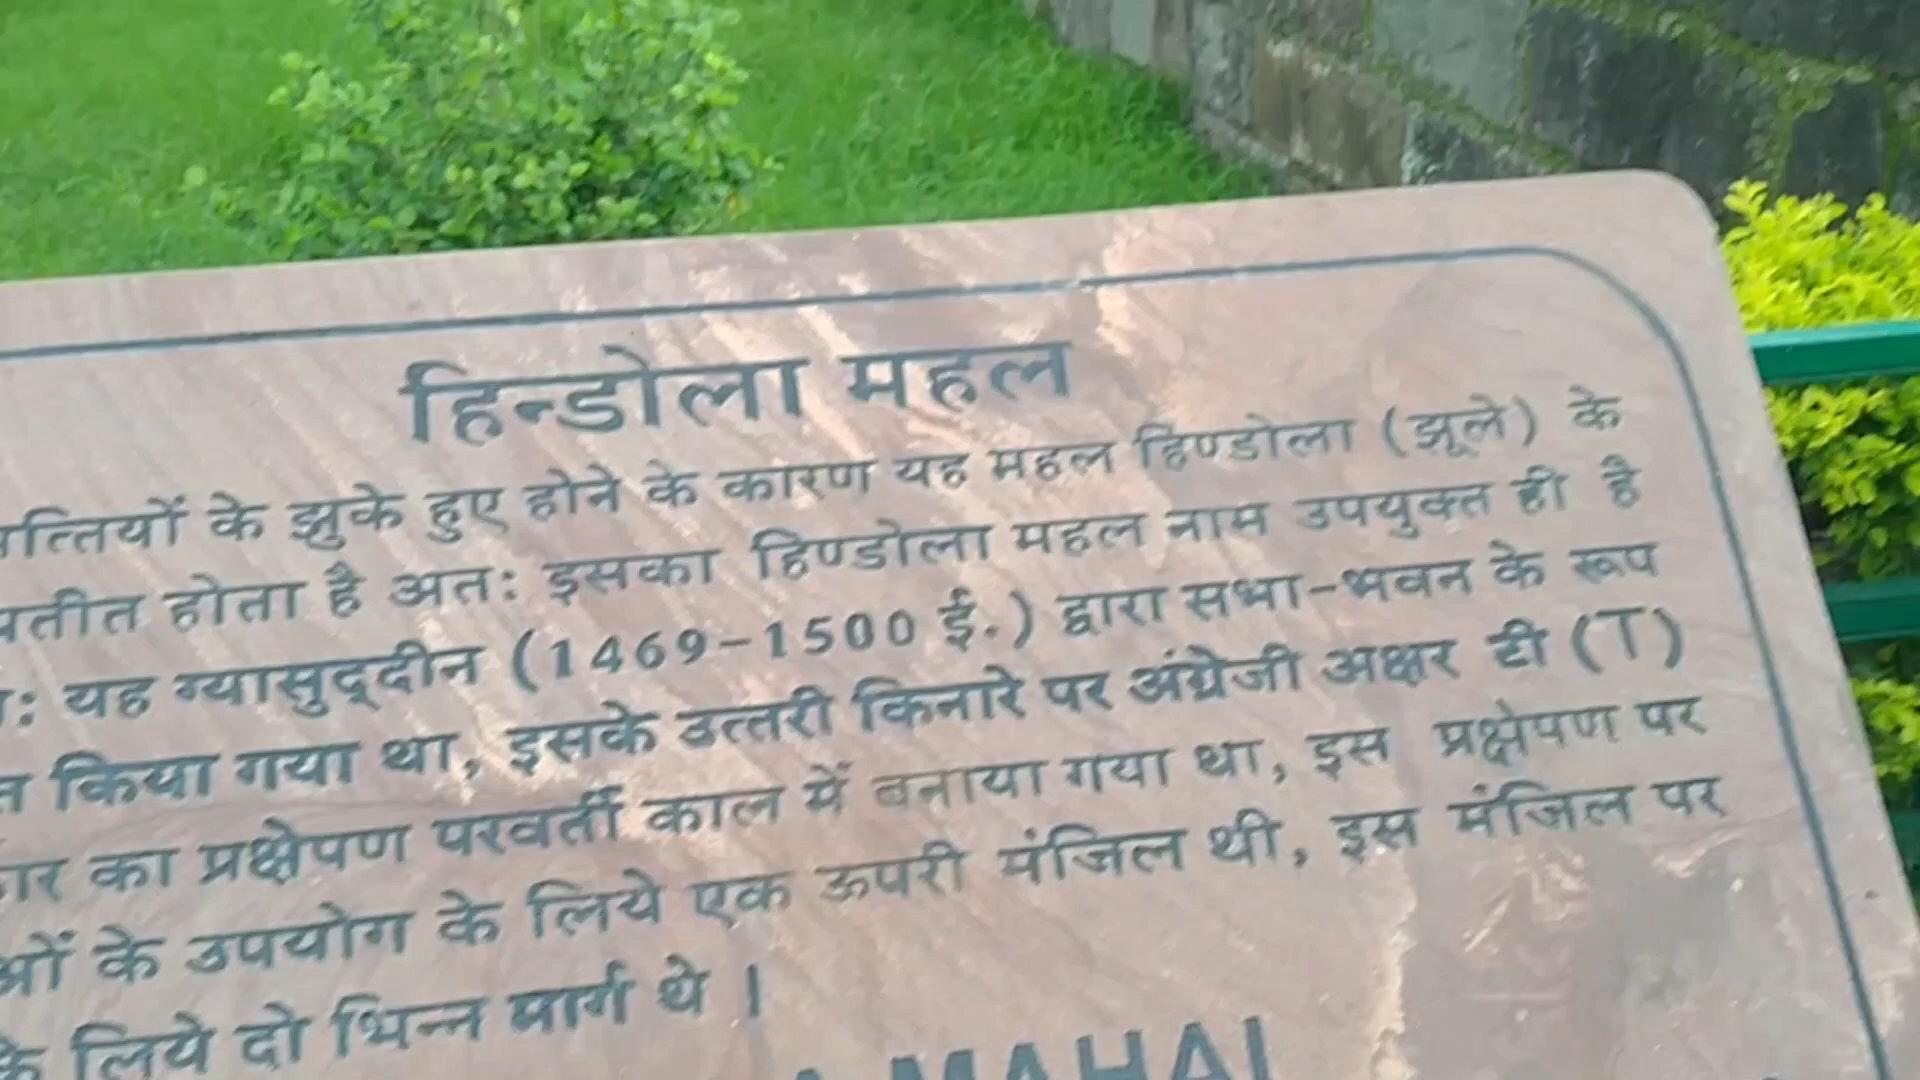 हिन्डोला महल
के झुके हुए होने के कारण यह महल हिण्डोला (झूले) के
होता है अतः इसका हिण्डोला महल नाम उपयुक्त ही है
यह ग्यासुद्दीन (1469-1500 ई.) द्वारा सभा-भवन के रूप
किया गया था, इसके उत्तरी किनारे पर अंग्रेजी अक्षर टी (T)
का प्रक्षेपण परवर्ती काल में बनाया गया था, इस प्रक्षेपण पर
के उपयोग के लिये एक ऊपरी मंजिल थी, इस मंजिल पर
के लिये दो भिन्न मार्ग थे ।
MAHAL